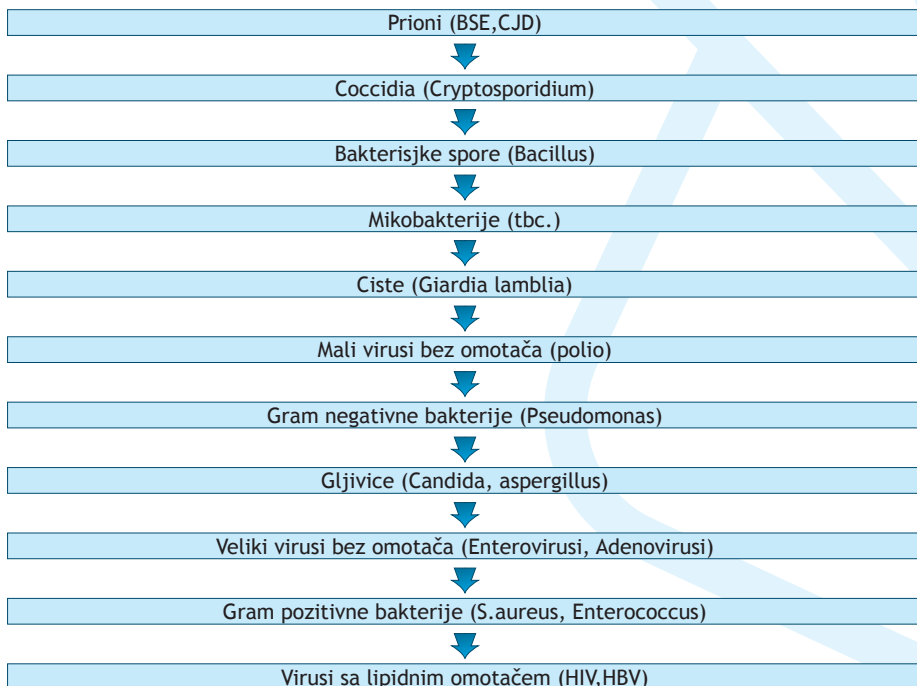 Prioni (BSE,CJD)
Coccidia (Cryptosporidium)
Bakterisjke spore (Bacillus)
Mikobakterije (tbc.)
Ciste (Giardia lamblia)
Mali virusi bez omotača (polio)
Gram negativne bakterije (Pseudomonas)
Gljivice (Candida, aspergillus)
Veliki virusi bez omotača (Enterovirusi, Adenovirusi)
Gram pozitivne bakterije (S.aureus, Enterococcus)
Virusi sa lipidnim omotačem (HIV,HBV)